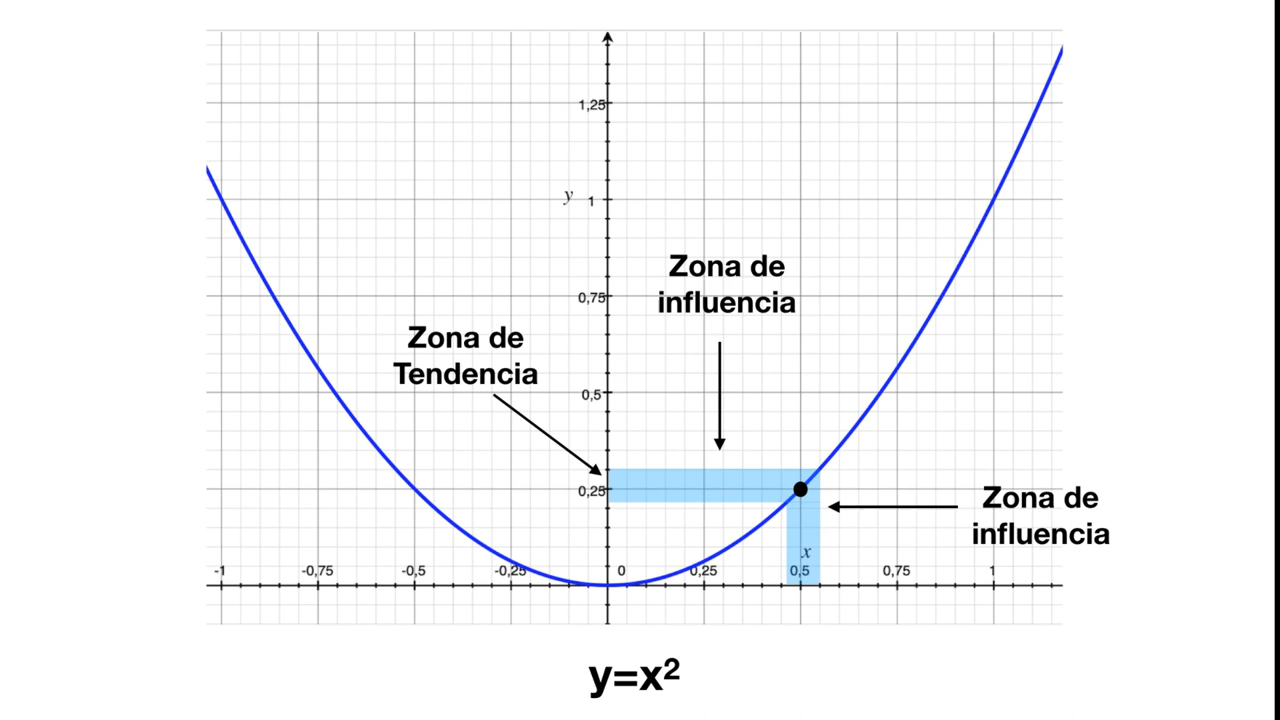 1,25
y
1
Zona de
influencia
0,75
Zona de
Tendencia
0,5
0,25
Zona de
influencia
x
-1 -0,75 -0,5 -0,25 0 0,25 0,5 0,75 1
y=x²